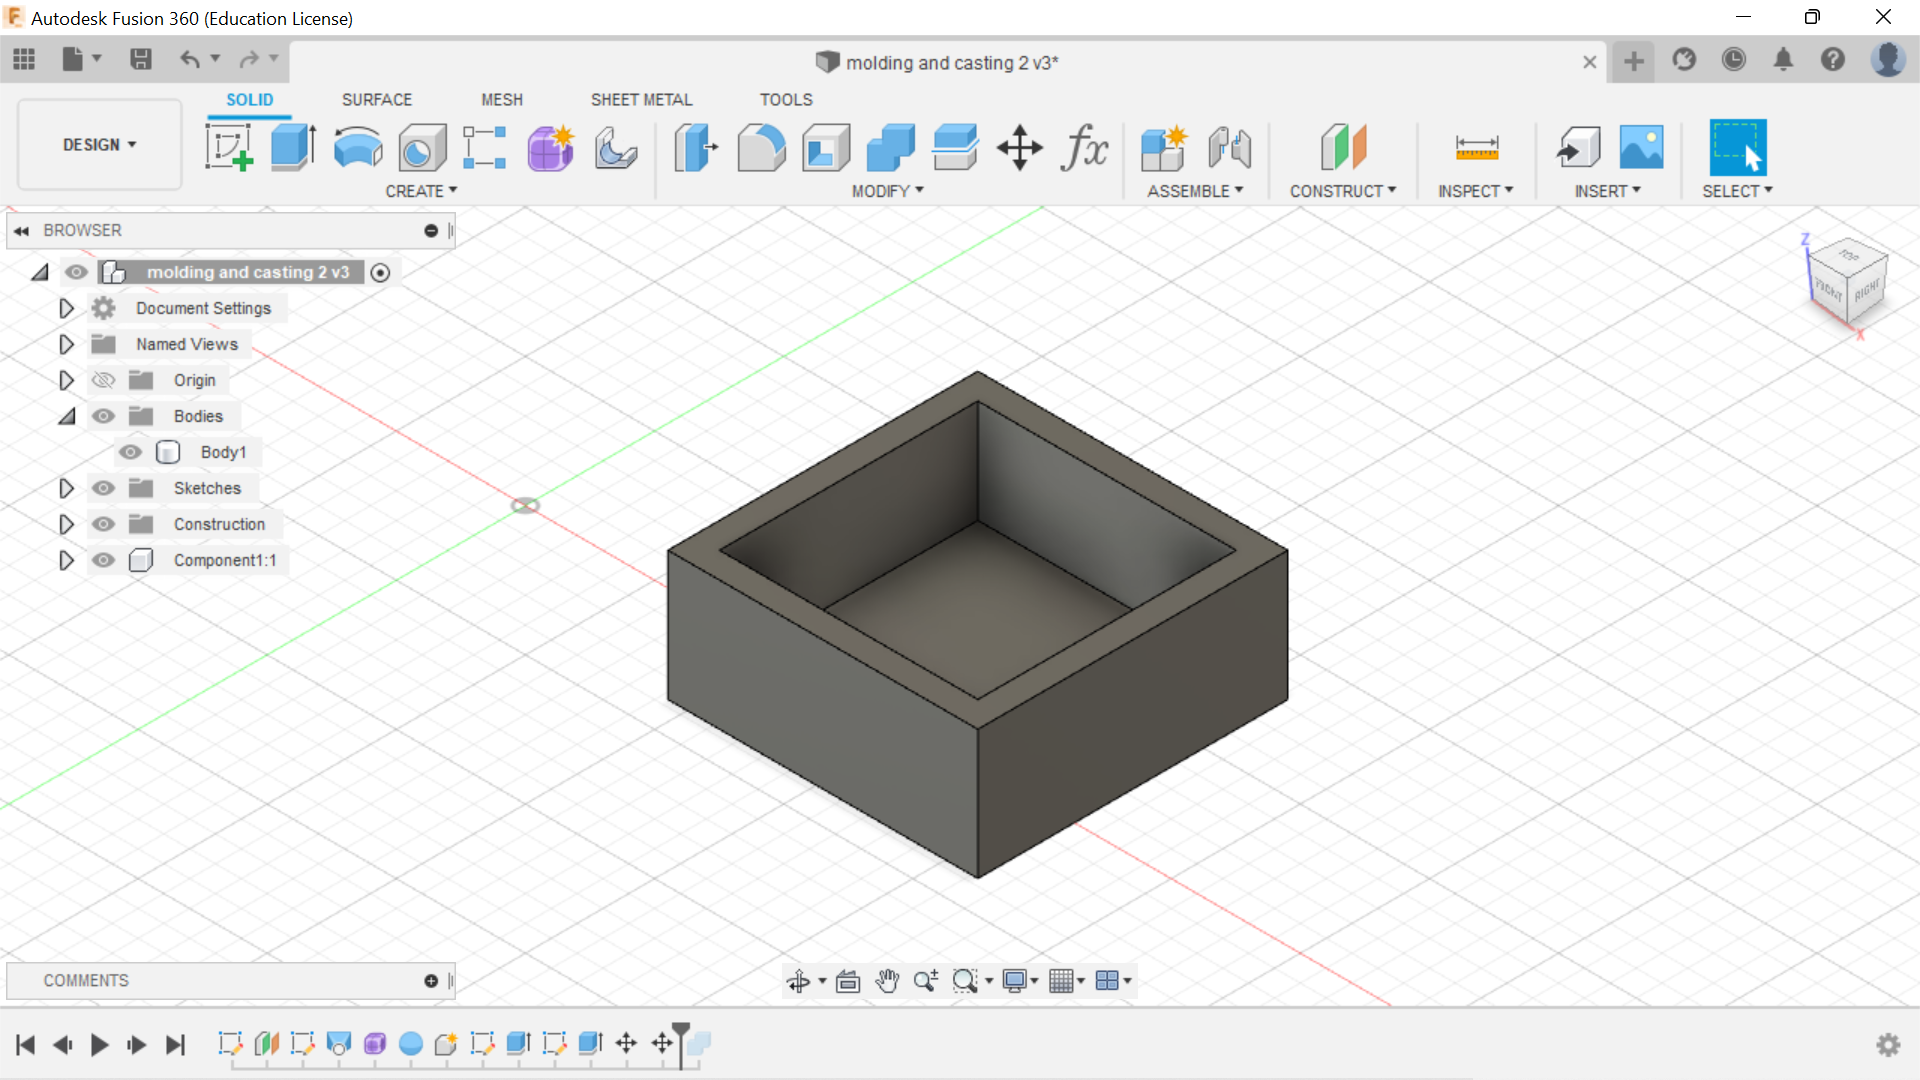 Autodesk Fusion 360 (Education License)
molding and casting 2 v3*
SOLID SURFACE MESH SHEET METAL TOOLS
DESIGN
CREATE MODIFY ASSEMBLE CONSTRUCT INSPECT INSERT SELECT
BROWSER
molding and casting 2 v3
Document Settings
Named Views
Origin
Bodies
Body1
Sketches
Construction
Component1:1
Z
TOP
FRONT RIGHT
X
COMMENTS